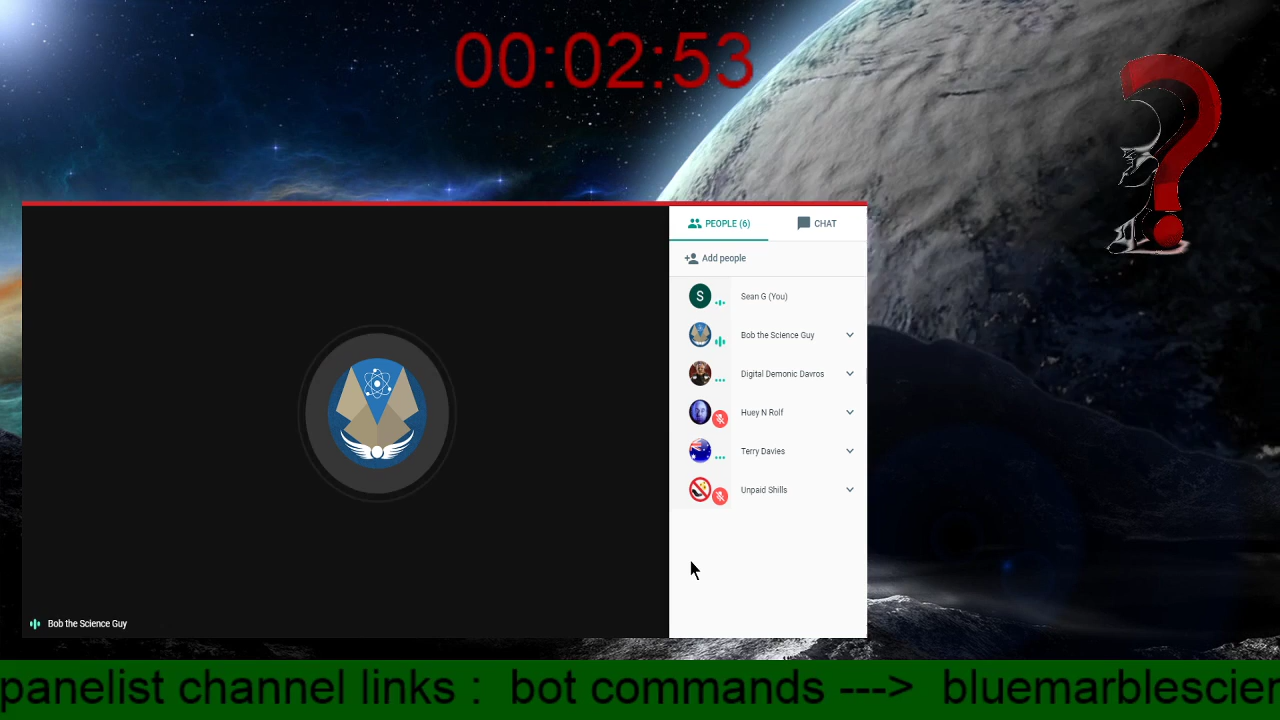 00:02:53
?
PEOPLE (6)
CHAT
Add people
S
Sean G (You)
Bob the Science Guy
Digital Demonic Davros
Huey N Rolf
Terry Davies
Unpaid Shills
Bob the Science Guy
panelist channel links : bot commands ---> bluemarblescien